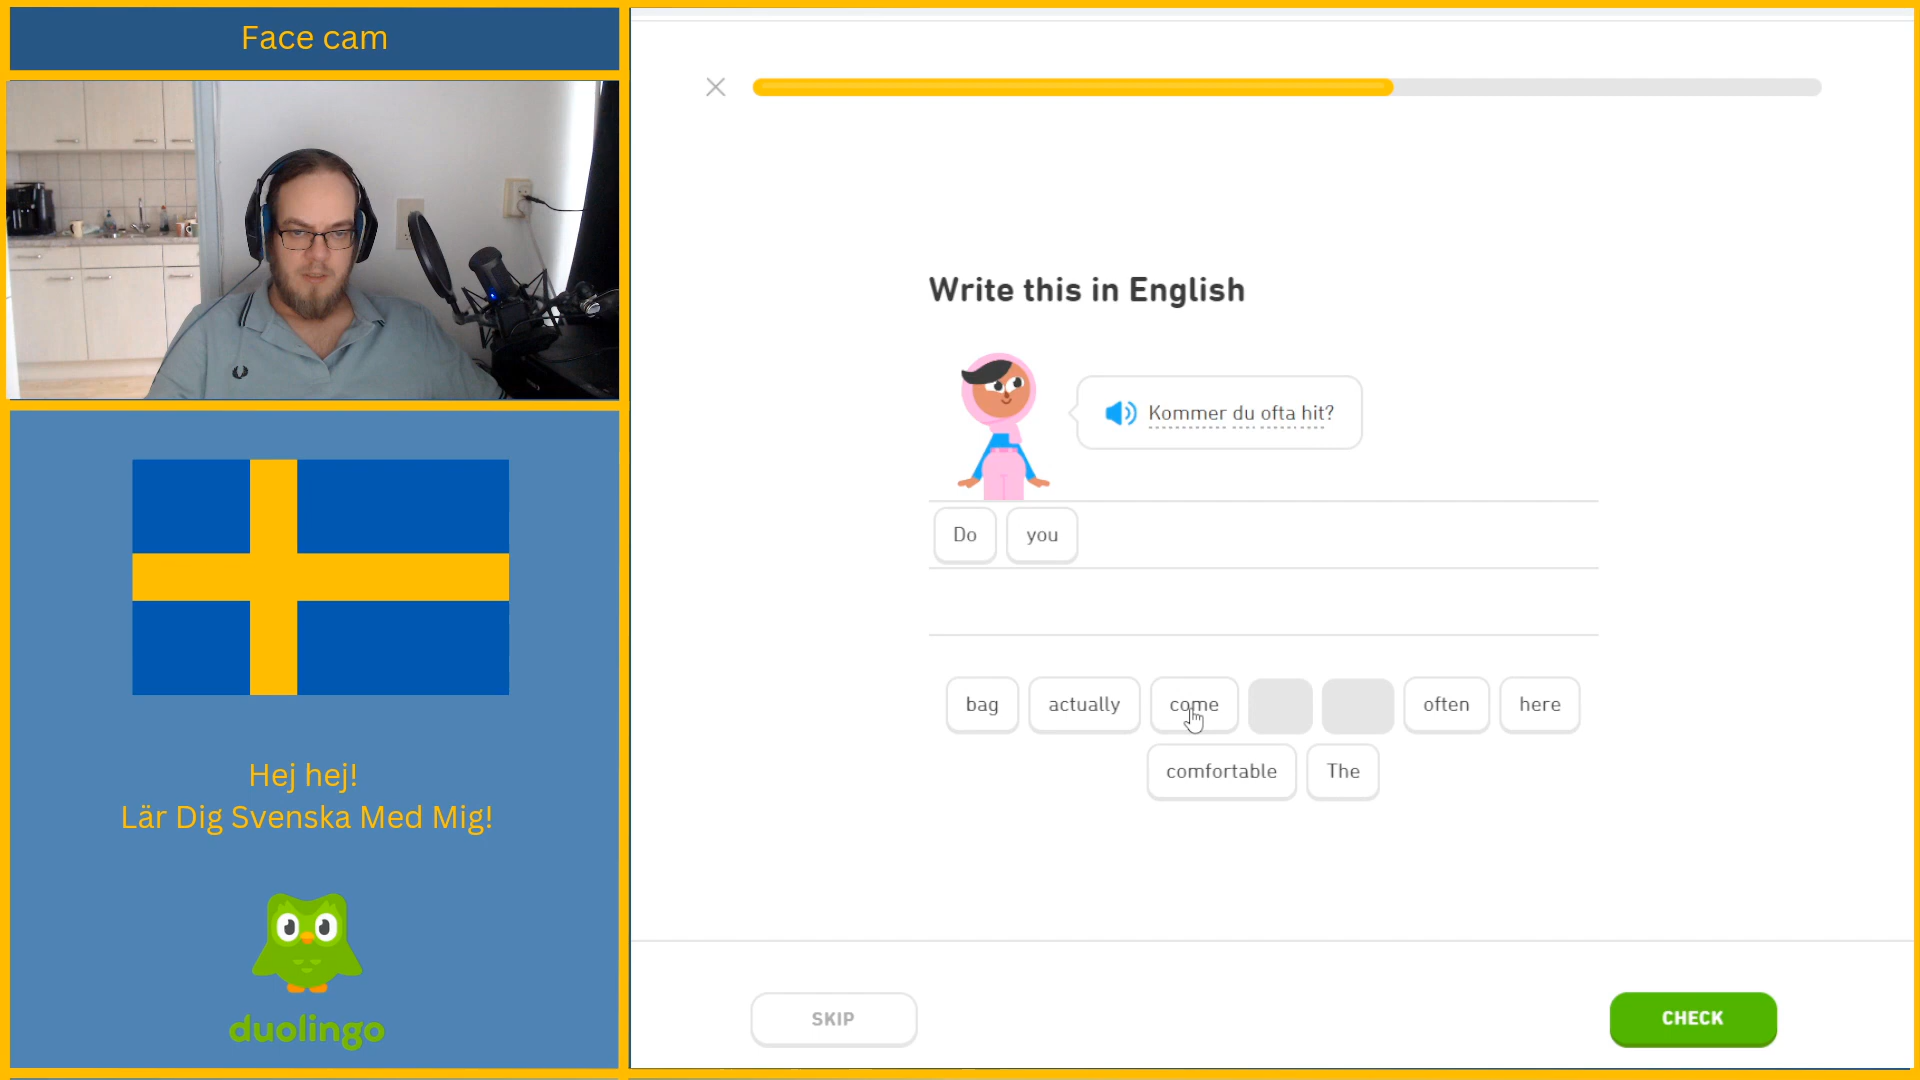 Face cam
Hej hej!
Lär Dig Svenska Med Mig!
duolingo
Write this in English
Kommer du ofta hit?
Do you
bag actually come often here
comfortable The
SKIP CHECK